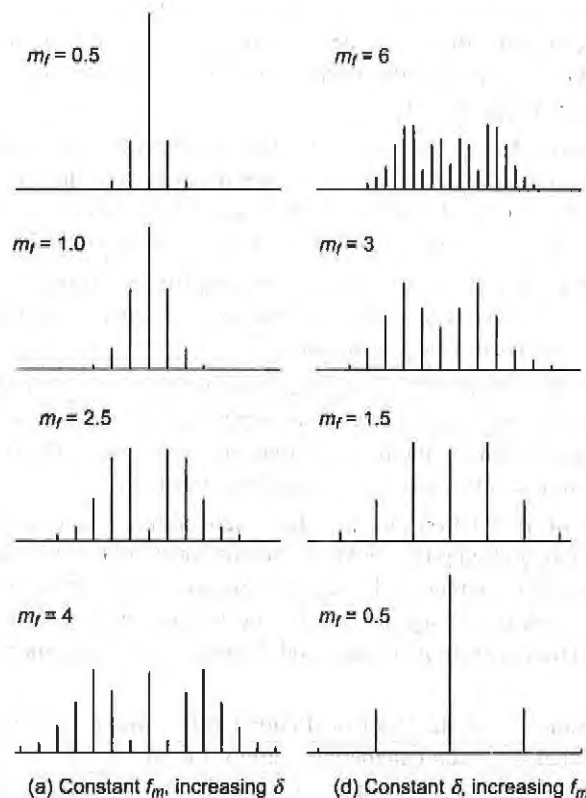 m_f = 0.5
m_f = 6
m_f = 1.0
m_f = 3
m_f = 2.5
m_f = 1.5
m_f = 4
m_f = 0.5
(a) Constant f_m, increasing δ
(d) Constant δ, increasing f_m